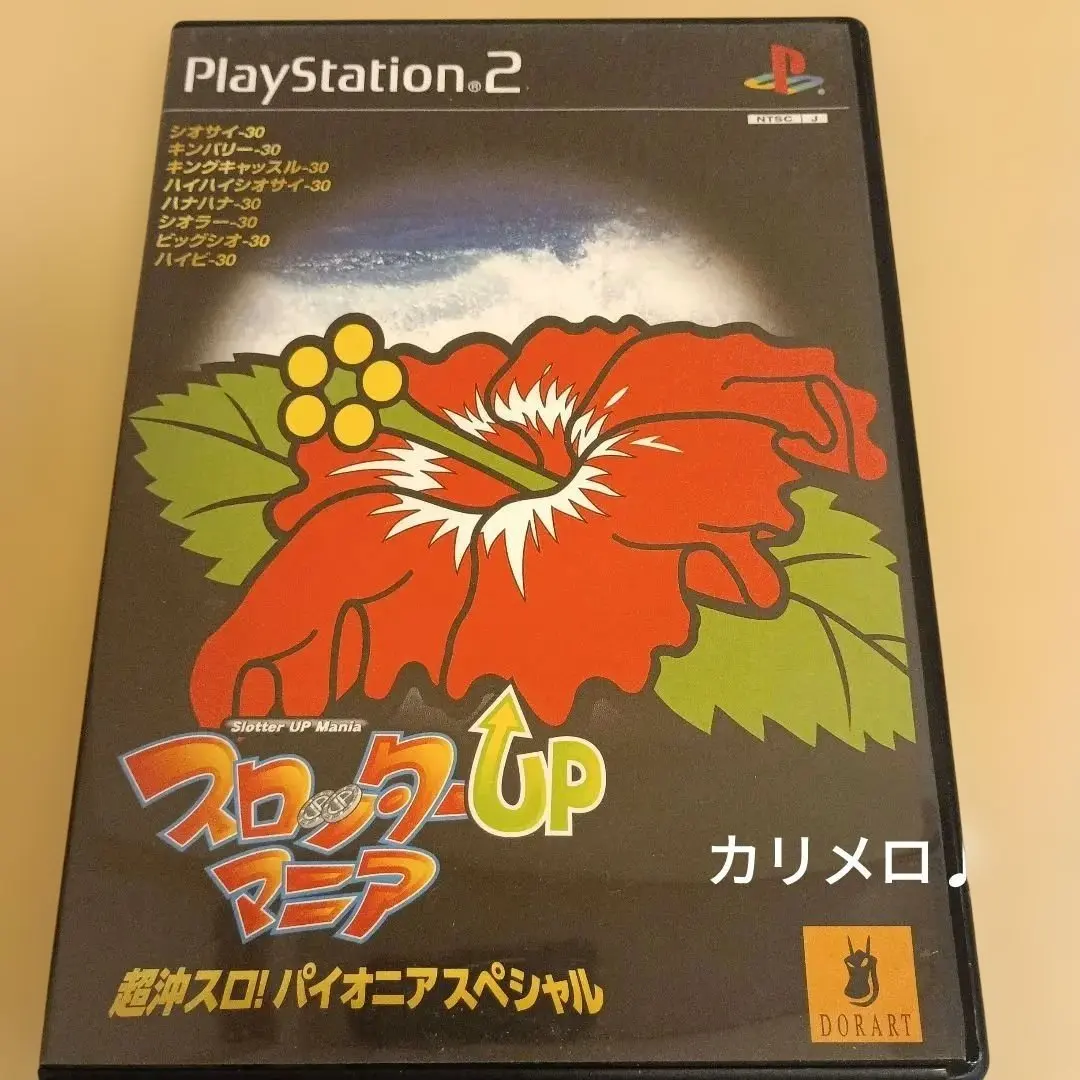 PlayStation®2
NTSC J
シオサイ-30
キンバリー-30
キングキャッスル-30
ハイハイシオサイ-30
ハナハナ-30
シオラー-30
ビッグシオ-30
ハイビ-30
Slotter UP Mania
スロッターUP
マニア
カリメロ♩
超沖スロ!パイオニアスペシャル
DORART